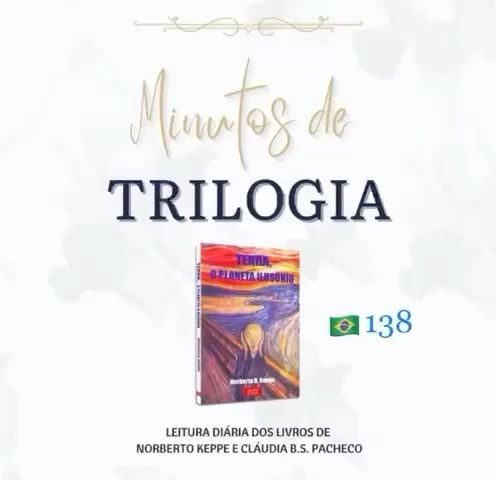 Minutos de
TRILOGIA
TERRA,
O PLANETA ILUSÓRIO
Norberto R. Keppe
138
LEITURA DIÁRIA DOS LIVROS DE
NORBERTO KEPPE E CLÁUDIA B.S. PACHECO